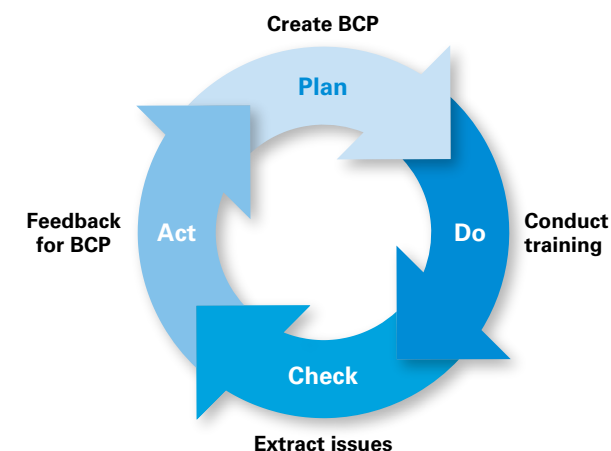 Create BCP
Plan
Feedback
for BCP
Act
Do
Conduct
training
Check
Extract issues